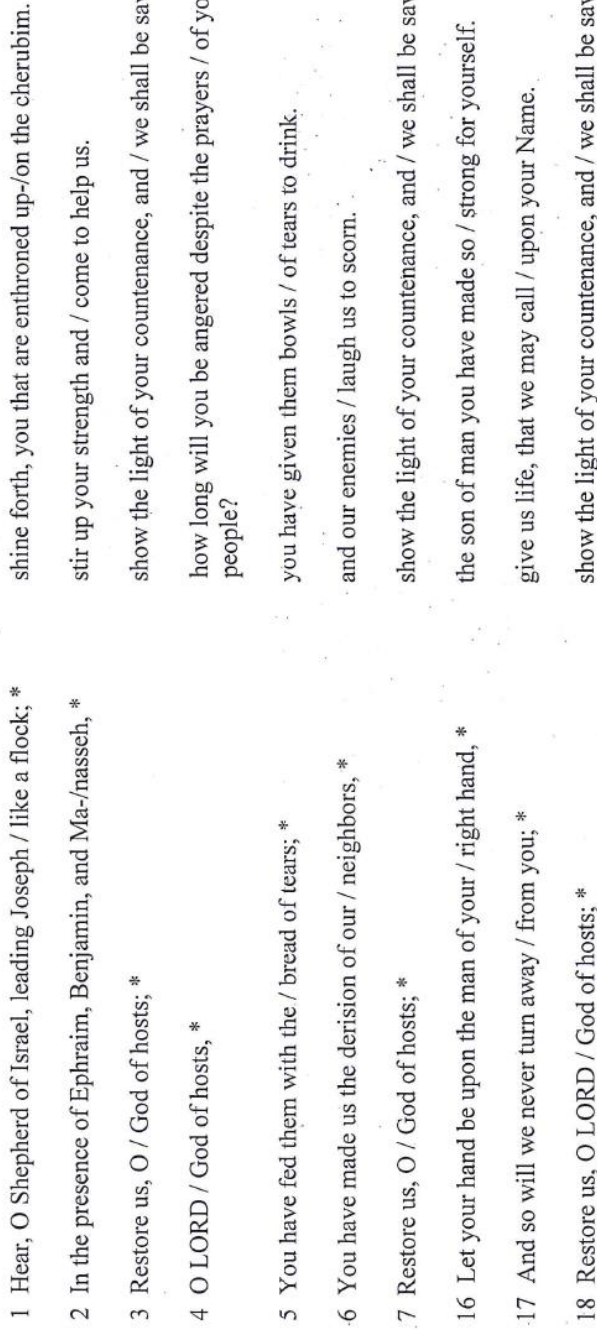 1 Hear, O Shepherd of Israel, leading Joseph / like a flock; * shine forth, you that are enthroned up-/on the cherubim.
2 In the presence of Ephraim, Benjamin, and Ma-/nasseh, * stir up your strength and / come to help us.
3 Restore us, O / God of hosts; * show the light of your countenance, and / we shall be
4 O LORD / God of hosts, * how long will you be angered despite the prayers / of
people?
5 You have fed them with the / bread of tears; * you have given them bowls / of tears to drink.
6 You have made us the derision of our / neighbors, * and our enemies / laugh us to scorn.
7 Restore us, O / God of hosts; * show the light of your countenance, and / we shall be
16 Let your hand be upon the man of your / right hand, * the son of man you have made so / strong for yourself.
17 And so will we never turn away / from you; * give us life, that we may call / upon your Name.
18 Restore us, O LORD / God of hosts; * show the light of your countenance, and / we shall be